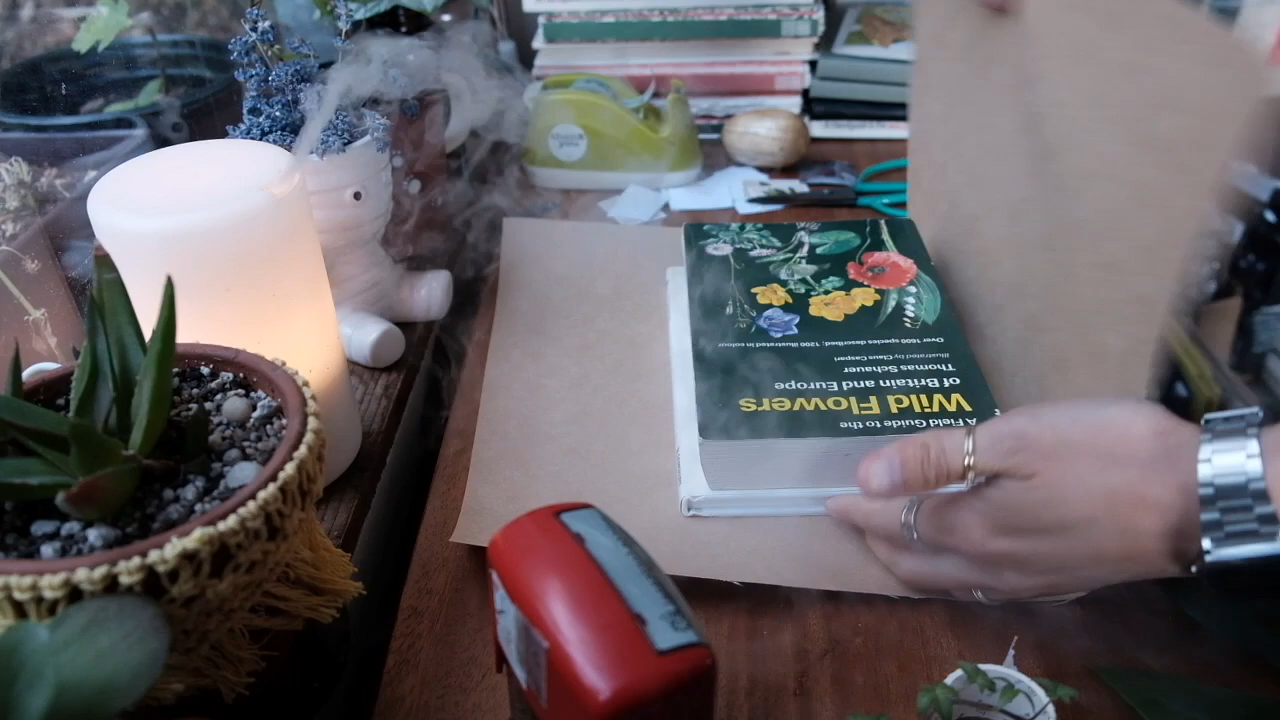 A Field Guide to the
Wild Flowers
of Britain and Europe
Thomas Schauer
Illustrated by Claus Caspari
Over 1600 species described; 1200 illustrated in colour